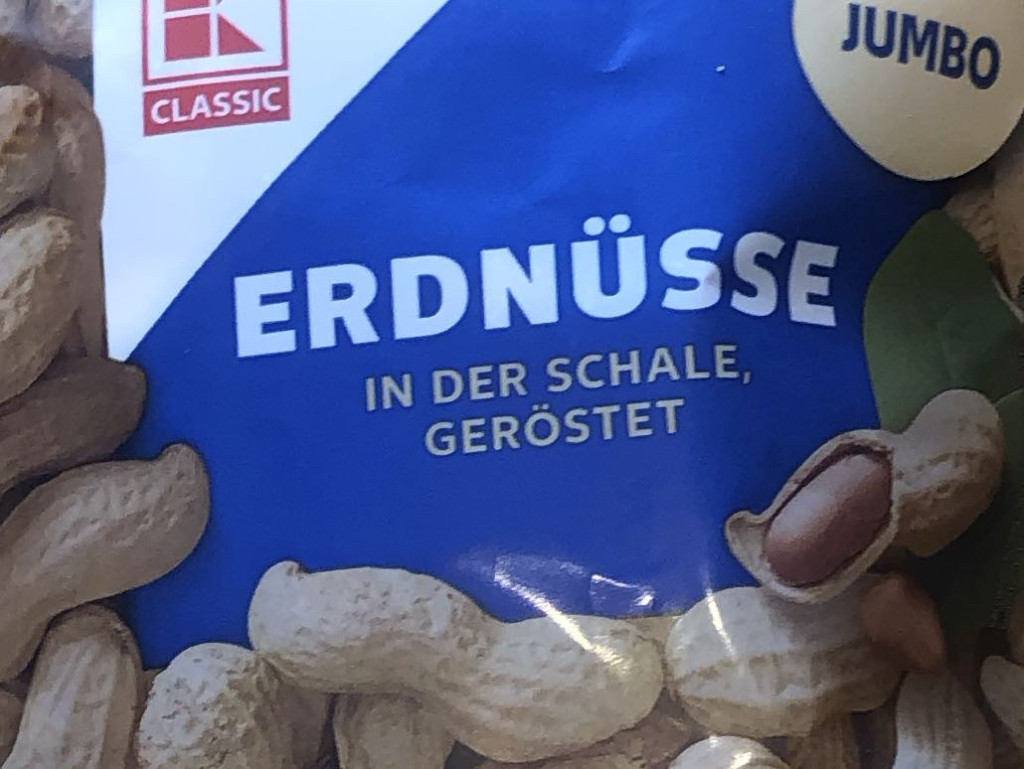 CLASSIC
JUMBO
ERDNÜSSE
IN DER SCHALE,
GERÖSTET